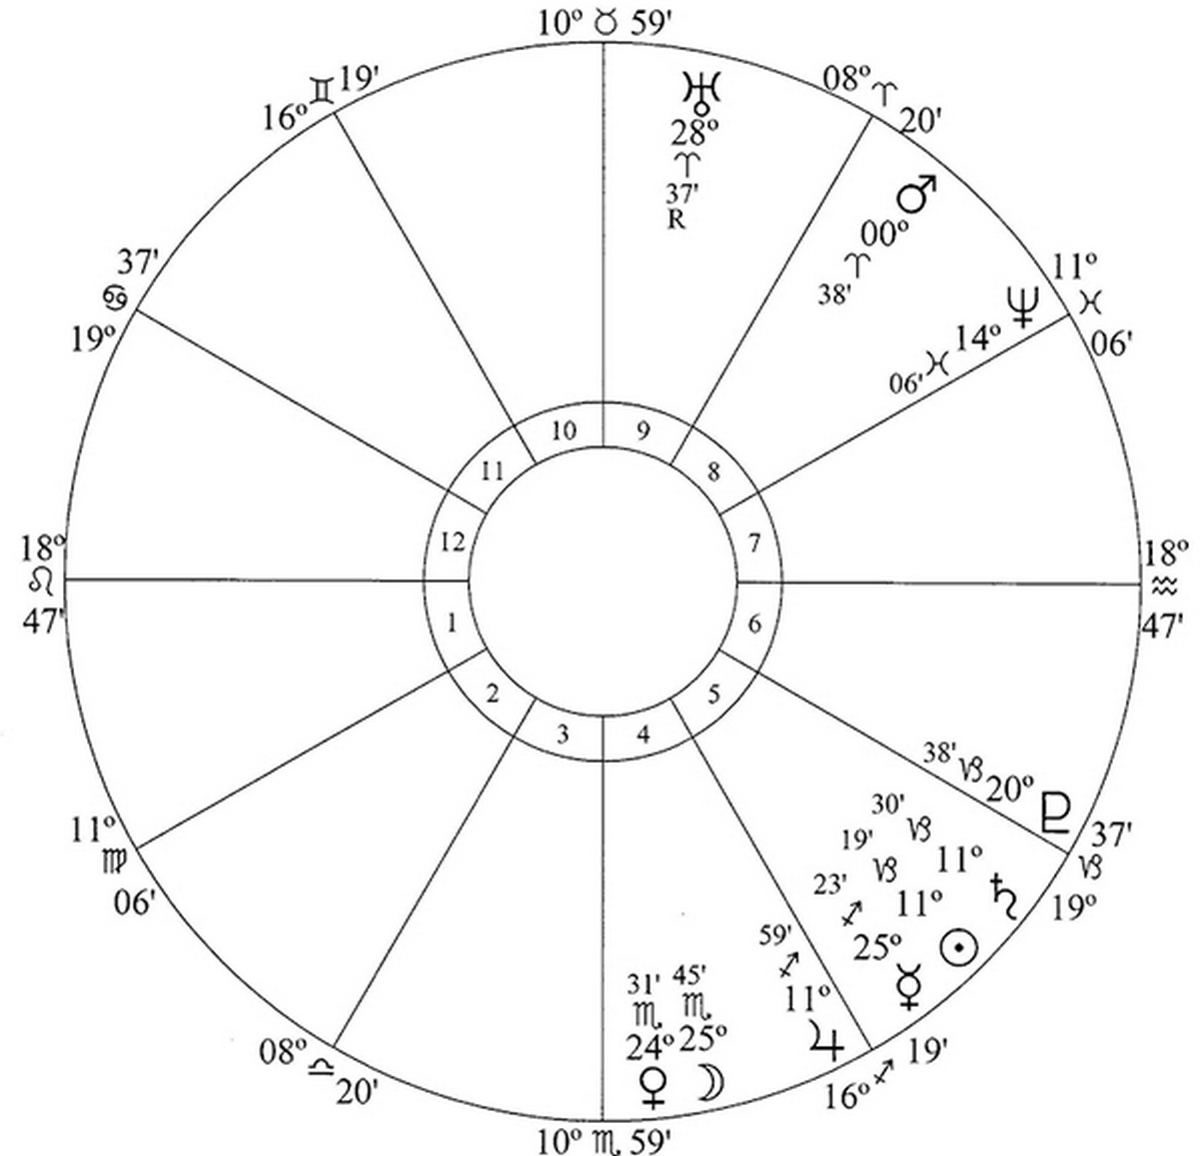 10º ♉ 59'
♅
28º
♈
37'
R
08º ♈ 20'
♂
00º
♈
38'
11º ♓ 06'
♆
14º
♓
06'
18º ♒ 47'
♇
20º
♑
38'
37' ♑ 19º
♄
11º
♑
30'
☉
11º
♑
19'
☿
25º
♐
23'
16º ♐ 19'
♃
11º
♐
59'
☽
25º
♏
45'
♀
24º
♏
31'
10º ♏ 59'
08º ♎ 20'
11º ♍ 06'
18º ♌ 47'
37' ♋ 19º
16º ♊ 19'
1
2
3
4
5
6
7
8
9
10
11
12